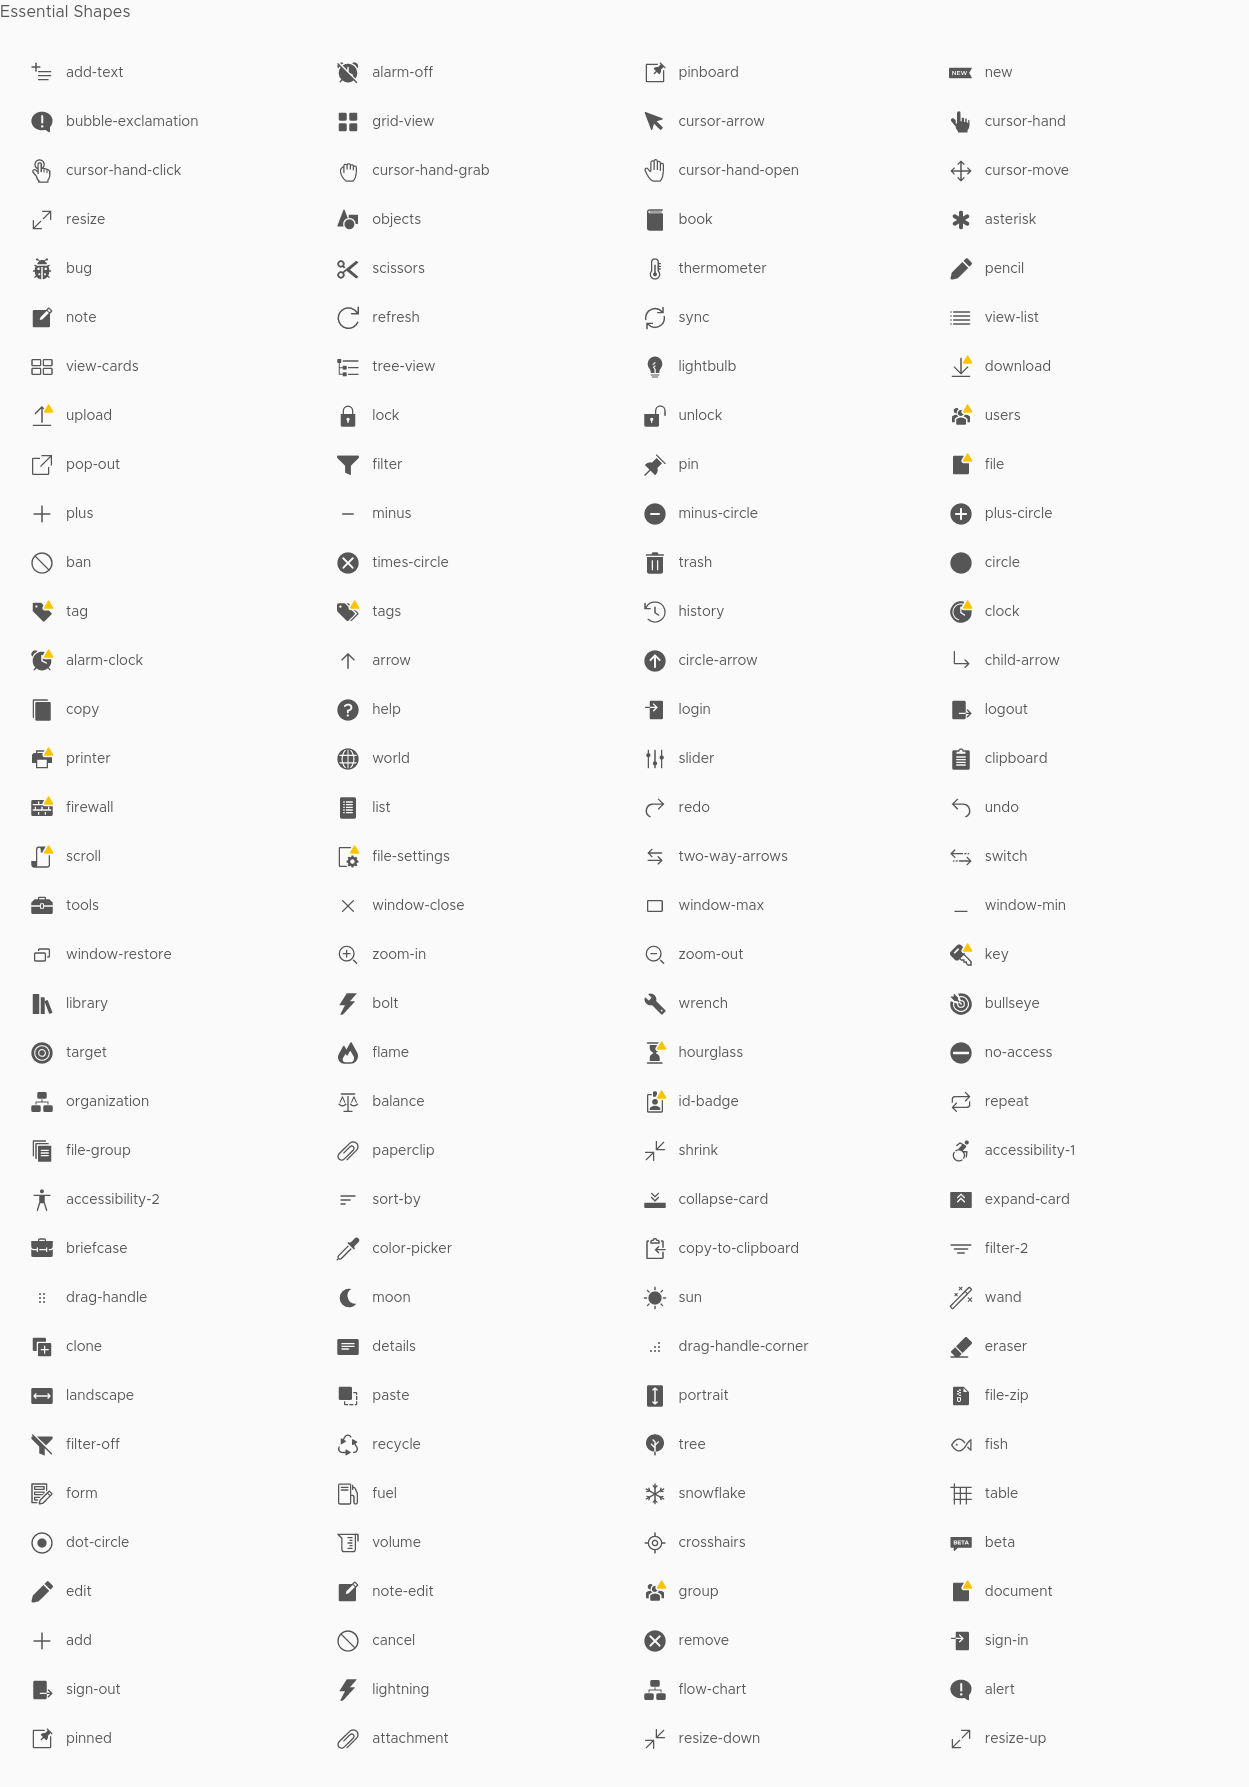 Essential Shapes
add-text alarm-off pinboard NEW new
bubble-exclamation grid-view cursor-arrow cursor-hand
cursor-hand-click cursor-hand-grab cursor-hand-open cursor-move
resize objects book asterisk
bug scissors thermometer pencil
note refresh sync view-list
view-cards tree-view lightbulb download
upload lock unlock users
pop-out filter pin file
plus minus minus-circle plus-circle
ban times-circle trash circle
tag tags history clock
alarm-clock arrow circle-arrow child-arrow
copy help login logout
printer world slider clipboard
firewall list redo undo
scroll file-settings two-way-arrows switch
tools window-close window-max window-min
window-restore zoom-in zoom-out key
library bolt wrench bullseye
target flame hourglass no-access
organization balance id-badge repeat
file-group paperclip shrink accessibility-1
accessibility-2 sort-by collapse-card expand-card
briefcase color-picker copy-to-clipboard filter-2
drag-handle moon sun wand
clone details drag-handle-corner eraser
landscape paste portrait file-zip
filter-off recycle tree fish
form fuel snowflake table
dot-circle volume crosshairs BETA beta
edit note-edit group document
add cancel remove sign-in
sign-out lightning flow-chart alert
pinned attachment resize-down resize-up